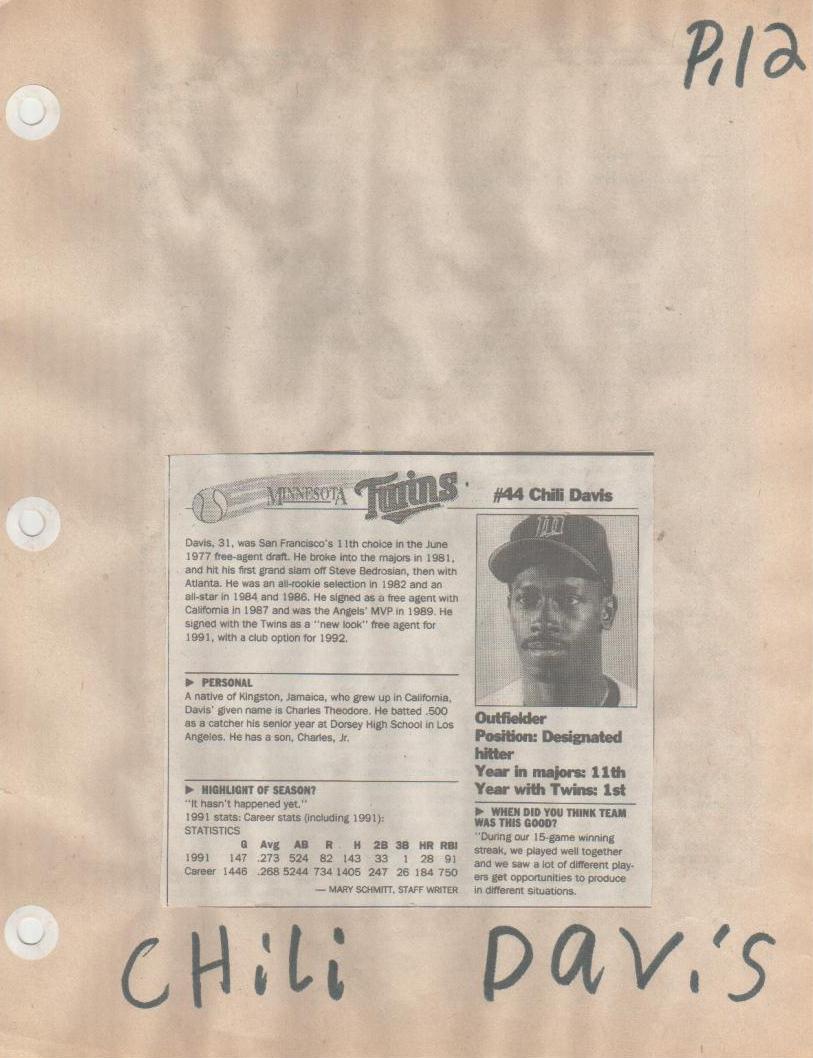 P.12
MINNESOTA Twins
#44 Chili Davis
Davis, 31, was San Francisco's 11th choice in the June
1977 free-agent draft. He broke into the majors in 1981,
and hit his first grand slam off Steve Bedrosian, then with
Atlanta. He was an all-rookie selection in 1982 and an
all-star in 1984 and 1986. He signed as a free agent with
California in 1987 and was the Angels' MVP in 1989. He
signed with the Twins as a "new look" free agent for
1991, with a club option for 1992.
▶ PERSONAL
A native of Kingston, Jamaica, who grew up in California,
Davis' given name is Charles Theodore. He batted .500
as a catcher his senior year at Dorsey High School in Los
Angeles. He has a son, Charles, Jr.
▶ HIGHLIGHT OF SEASON?
"It hasn't happened yet."
1991 stats: Career stats (including 1991):
STATISTICS
G Avg AB R H 2B 3B HR RBI
1991 147 .273 524 82 143 33 1 28 91
Career 1446 .268 5244 734 1405 247 26 184 750
— MARY SCHMITT, STAFF WRITER
Outfielder
Position: Designated
hitter
Year in majors: 11th
Year with Twins: 1st
▶ WHEN DID YOU THINK TEAM
WAS THIS GOOD?
"During our 15-game winning
streak, we played well together
and we saw a lot of different play-
ers get opportunities to produce
in different situations.
CHili DAVi'S